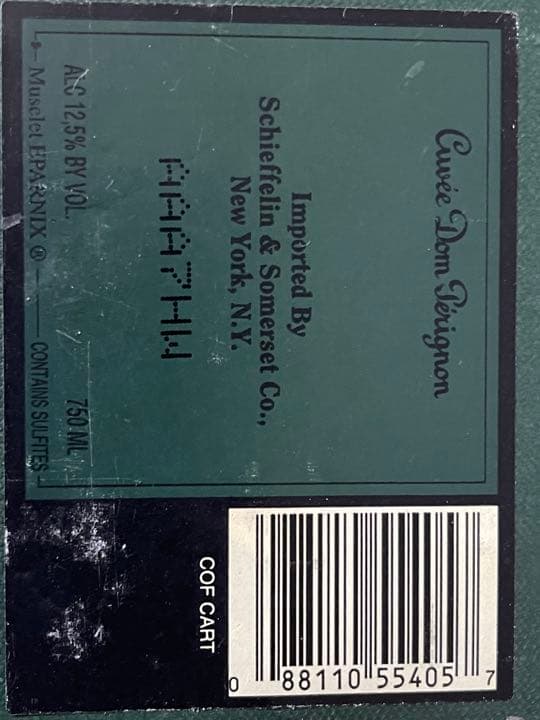 Cuvée Dom Pérignon
Imported By
Schieffelin & Somerset Co.,
New York, N.Y.
AAA7HW
ALC 12,5% BY VOL. 750 ML
Muselet EPARNIX ® CONTAINS SULFITES
0 88110 55405 7
COF CART